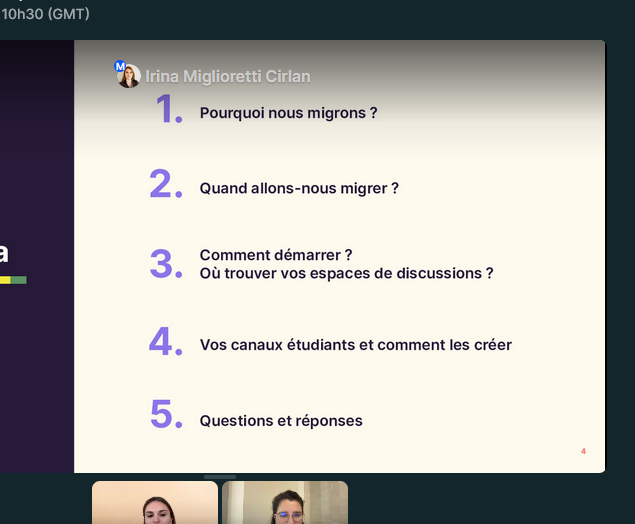 10h30 (GMT)
M
Irina Miglioretti Cirlan
1. Pourquoi nous migrons ?
2. Quand allons-nous migrer ?
a
3. Comment démarrer ?
Où trouver vos espaces de discussions ?
4. Vos canaux étudiants et comment les créer
5. Questions et réponses
4